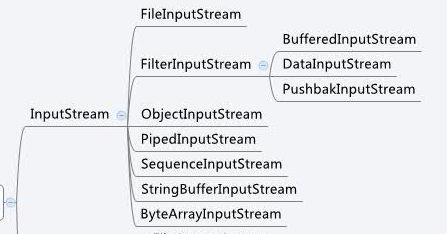 FileInputStream
BufferedInputStream
FilterInputStream
DataInputStream
PushbakInputStream
InputStream
ObjectInputStream
PipedInputStream
SequenceInputStream
StringBufferInputStream
ByteArrayInputStream